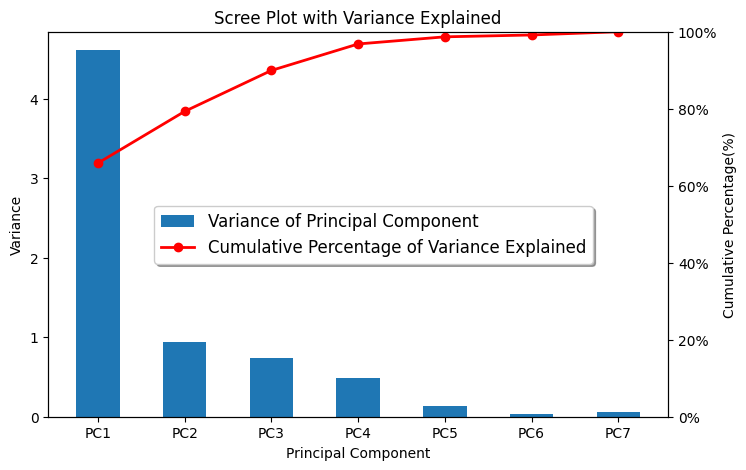 Scree Plot with Variance Explained
4
3
2
1
0
Variance
100%
80%
60%
40%
20%
0%
Cumulative Percentage(%)
Variance of Principal Component
Cumulative Percentage of Variance Explained
PC1 PC2 PC3 PC4 PC5 PC6 PC7
Principal Component